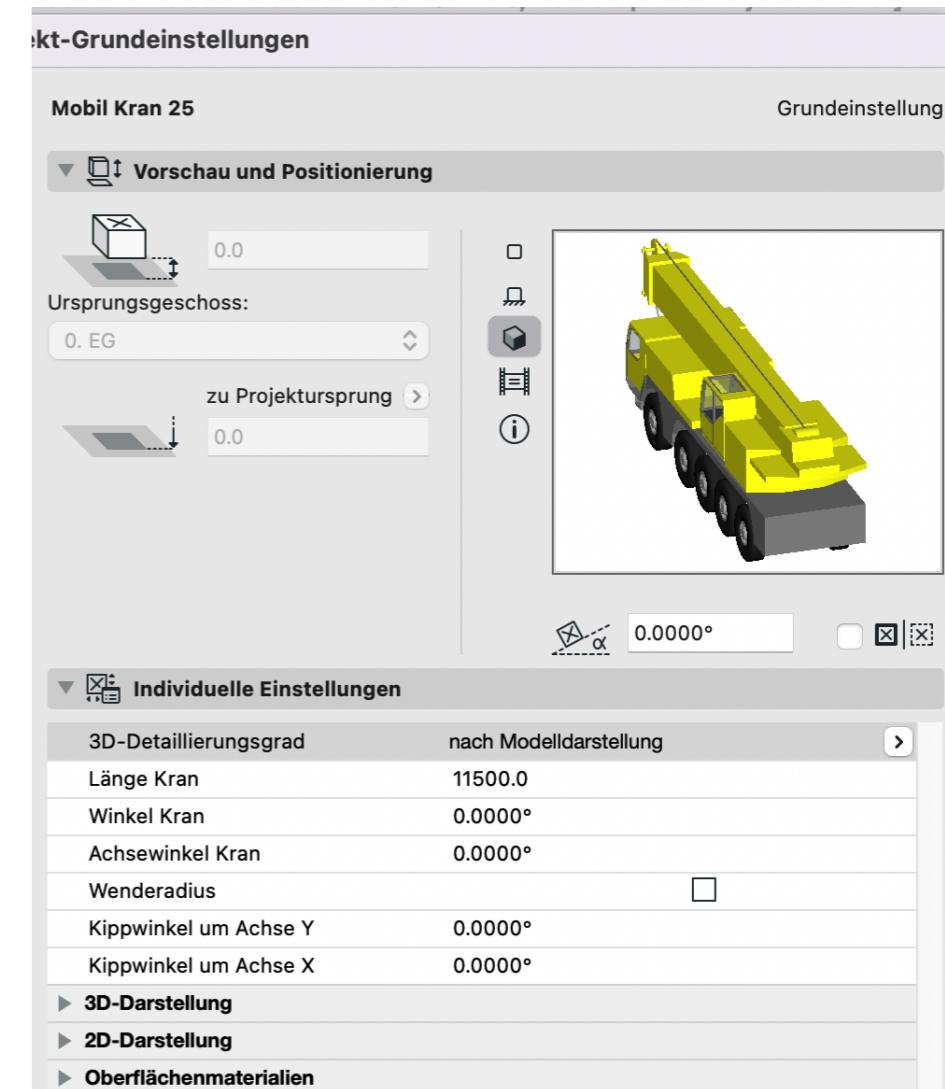 kt-Grundeinstellungen
Mobil Kran 25
Grundeinstellung
Vorschau und Positionierung
0.0
Ursprungsgeschoss:
0. EG
zu Projektursprung
0.0
α 0.0000°
Individuelle Einstellungen
3D-Detaillierungsgrad nach Modelldarstellung
Länge Kran 11500.0
Winkel Kran 0.0000°
Achsewinkel Kran 0.0000°
Wenderadius
Kippwinkel um Achse Y 0.0000°
Kippwinkel um Achse X 0.0000°
3D-Darstellung
2D-Darstellung
Oberflächenmaterialien